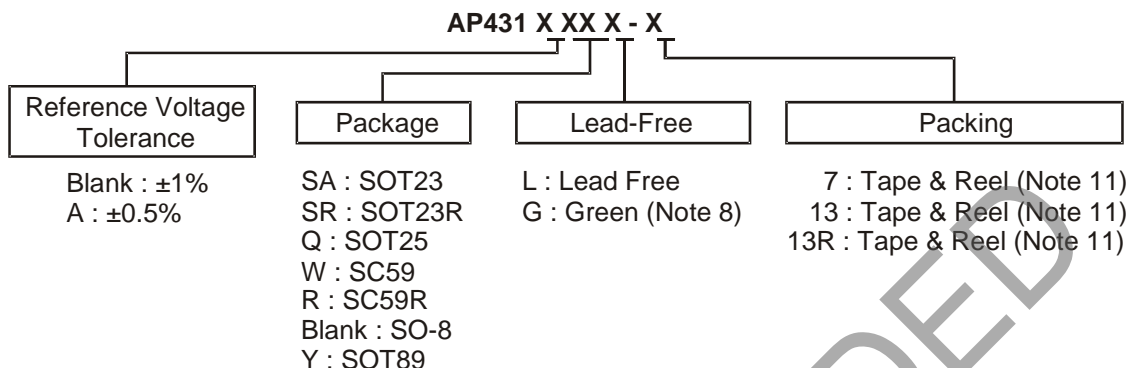 AP431 X XX X - X
Reference Voltage
Tolerance
Package
Lead-Free
Packing
Blank : ±1%
A : ±0.5%
SA : SOT23
SR : SOT23R
Q : SOT25
W : SC59
R : SC59R
Blank : SO-8
Y : SOT89
L : Lead Free
G : Green (Note 8)
7 : Tape & Reel (Note 11)
13 : Tape & Reel (Note 11)
13R : Tape & Reel (Note 11)
DED